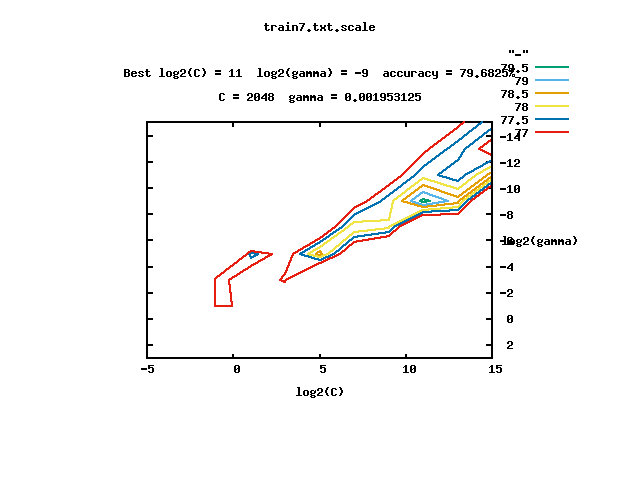 train7.txt.scale
"-"
Best log2(C) = 11 log2(gamma) = -9 accuracy = 79.6825%
79.5
79
C = 2048 gamma = 0.001953125
78.5
78
77.5
77
-14
-12
-10
-8
-6
log2(gamma)
-4
-2
0
2
-5 0 5 10 15
log2(C)